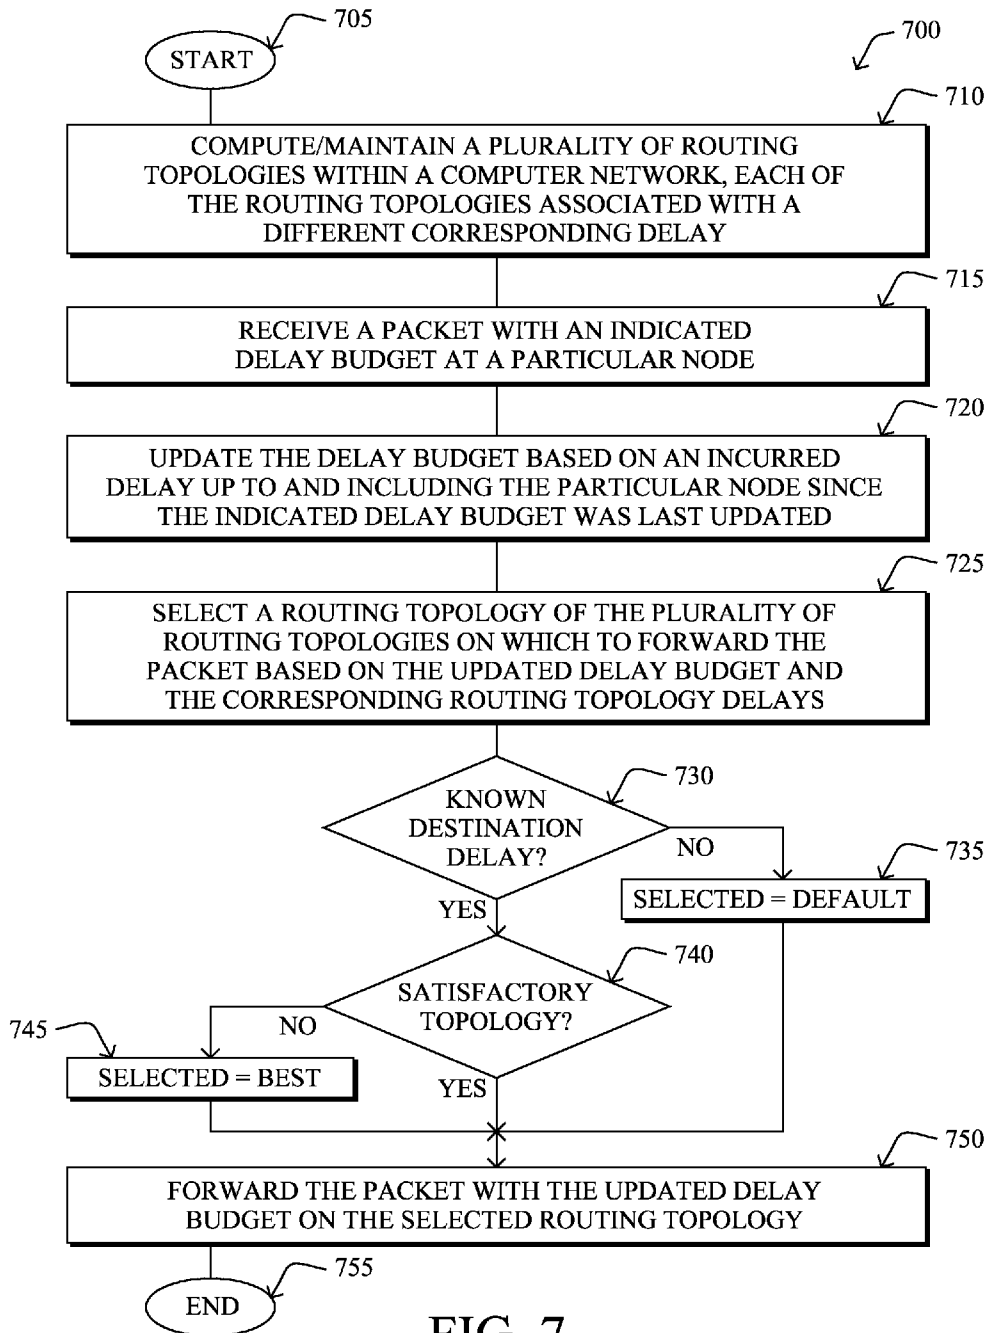 705
START
700
710
COMPUTE/MAINTAIN A PLURALITY OF ROUTING
TOPOLOGIES WITHIN A COMPUTER NETWORK, EACH OF
THE ROUTING TOPOLOGIES ASSOCIATED WITH A
DIFFERENT CORRESPONDING DELAY
715
RECEIVE A PACKET WITH AN INDICATED
DELAY BUDGET AT A PARTICULAR NODE
720
UPDATE THE DELAY BUDGET BASED ON AN INCURRED
DELAY UP TO AND INCLUDING THE PARTICULAR NODE SINCE
THE INDICATED DELAY BUDGET WAS LAST UPDATED
725
SELECT A ROUTING TOPOLOGY OF THE PLURALITY OF
ROUTING TOPOLOGIES ON WHICH TO FORWARD THE
PACKET BASED ON THE UPDATED DELAY BUDGET AND
THE CORRESPONDING ROUTING TOPOLOGY DELAYS
730
KNOWN
DESTINATION
DELAY?
NO
735
SELECTED = DEFAULT
YES
740
SATISFACTORY
TOPOLOGY?
NO
745
SELECTED = BEST
YES
750
FORWARD THE PACKET WITH THE UPDATED DELAY
BUDGET ON THE SELECTED ROUTING TOPOLOGY
755
END
FIG. 7